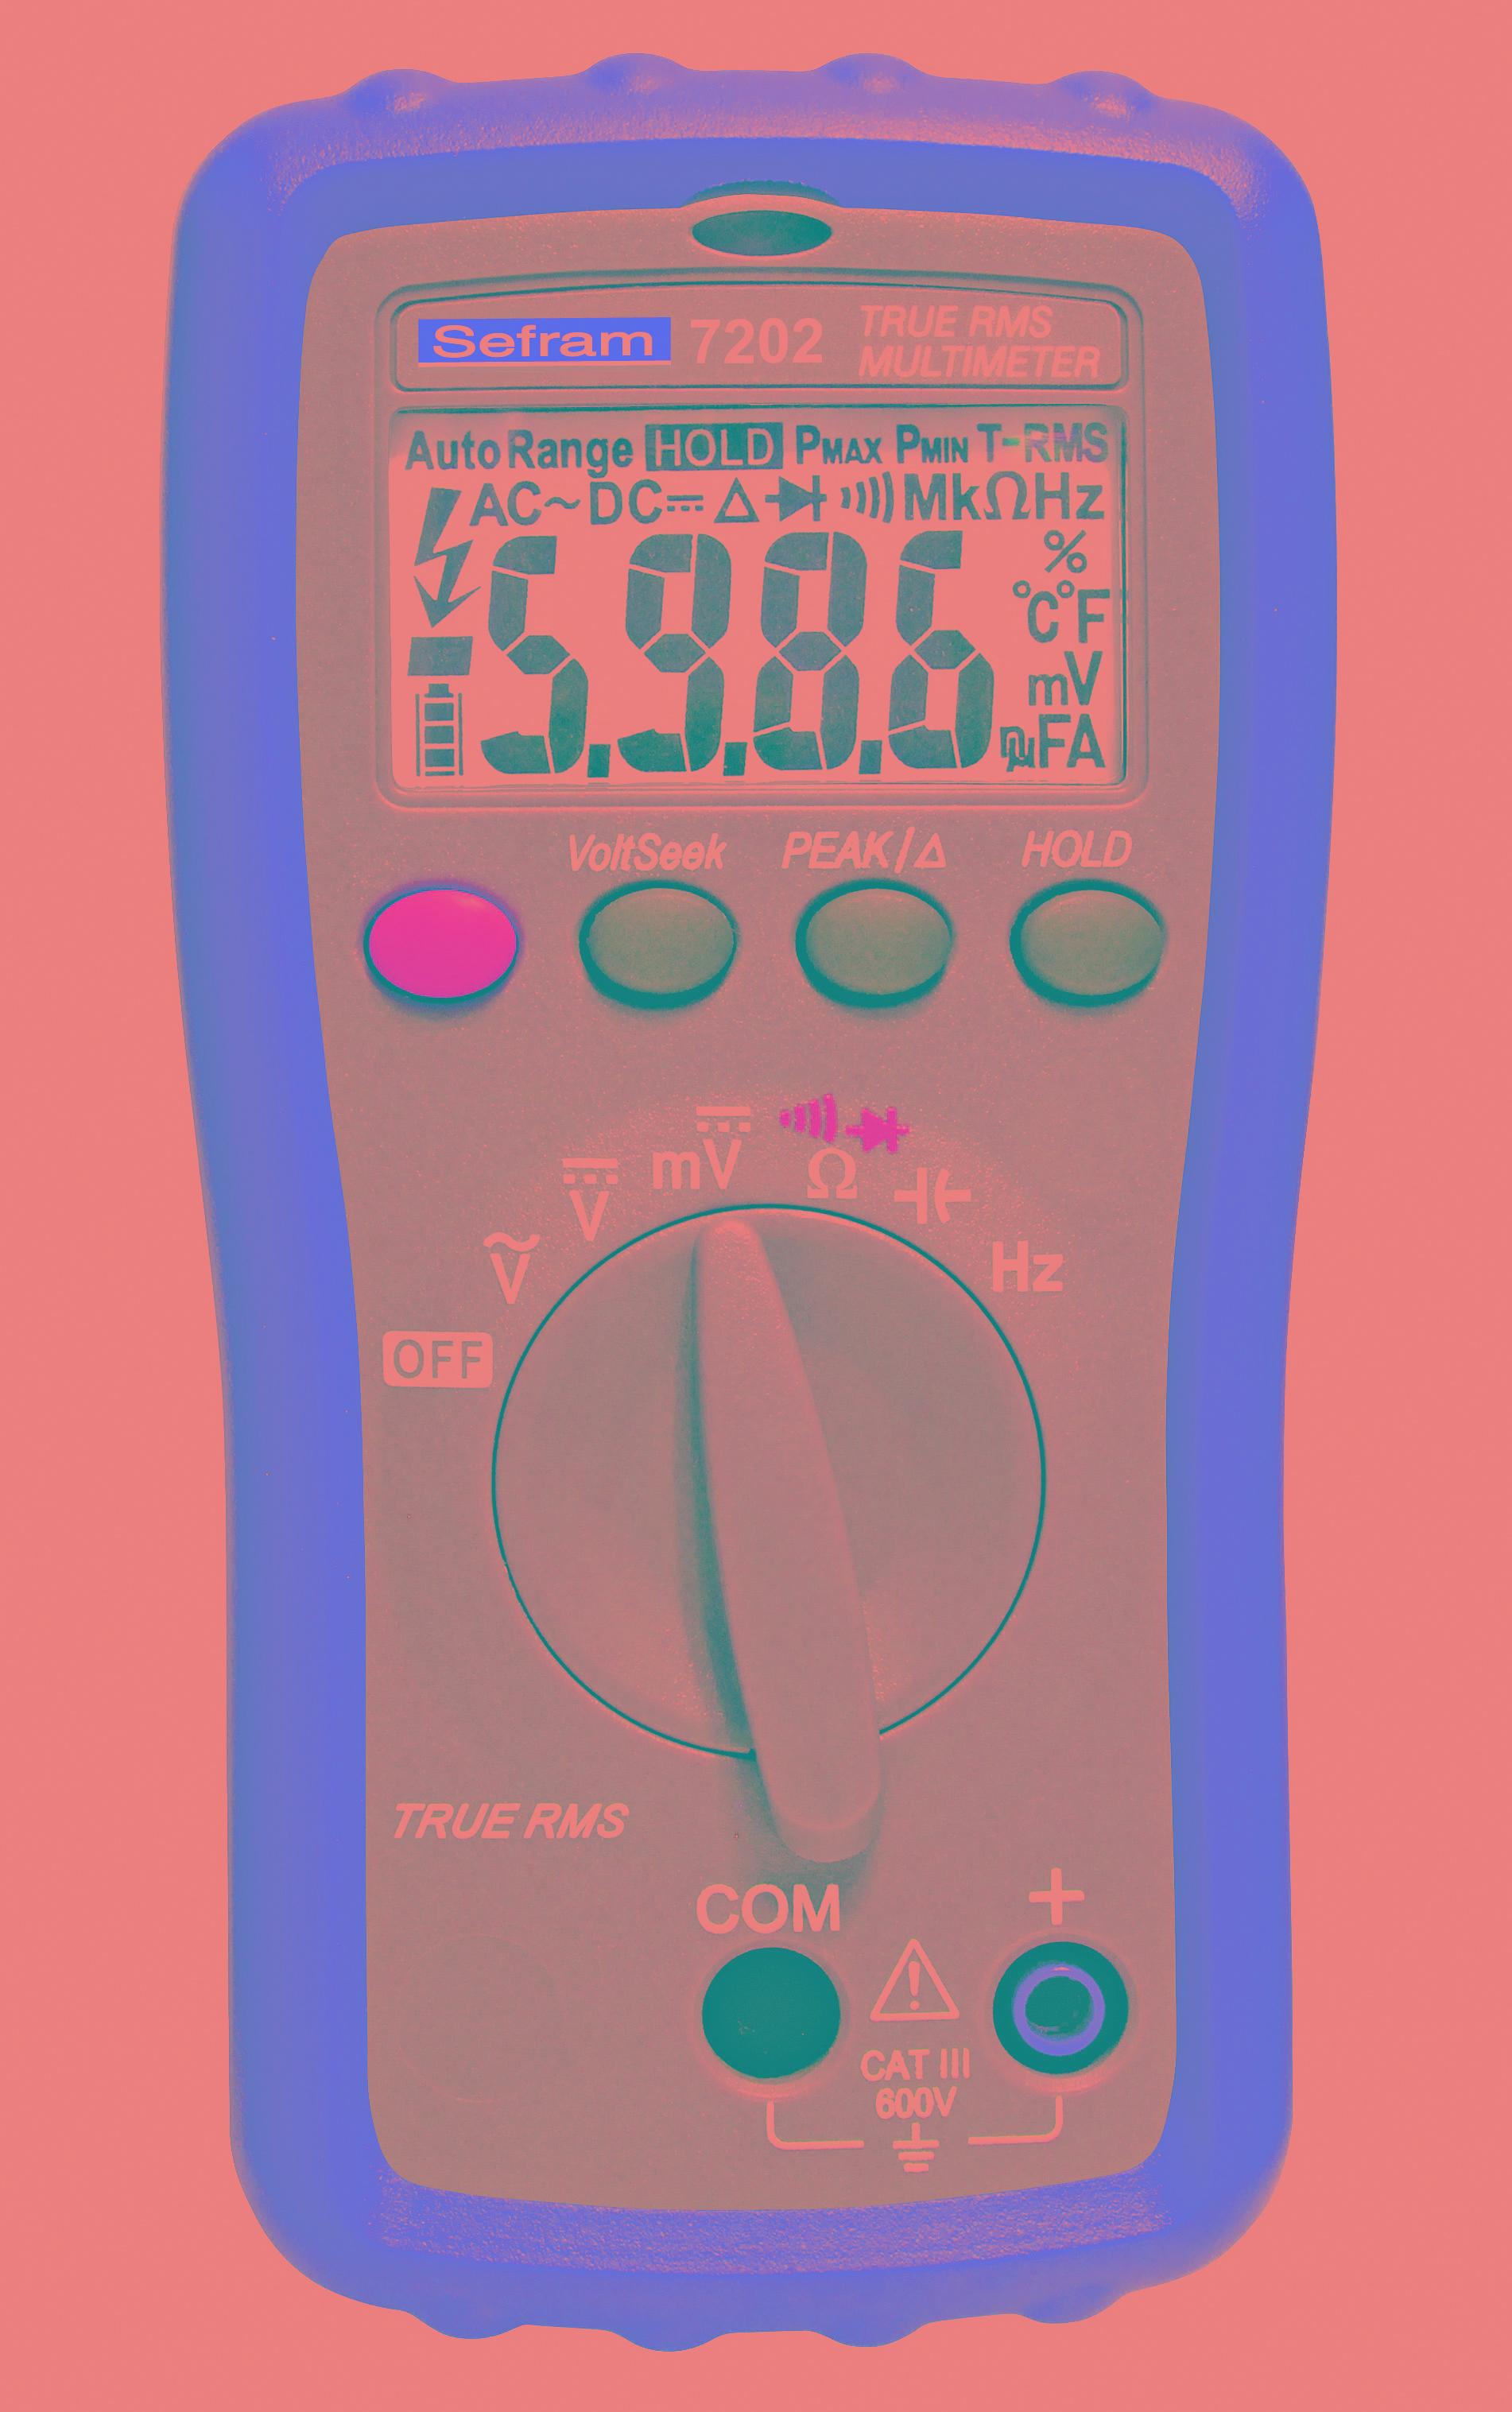 Sefram 7202 TRUE RMS
MULTIMETER
Auto Range HOLD PMAX PMIN T-RMS
AC~DC⎓ Δ MkΩHz
5.9.8.6
%
°C°F
mV
nµFA
VoltSeek PEAK/Δ HOLD
mV
Ω
V
V
Hz
OFF
TRUE RMS
COM +
CAT III
600V